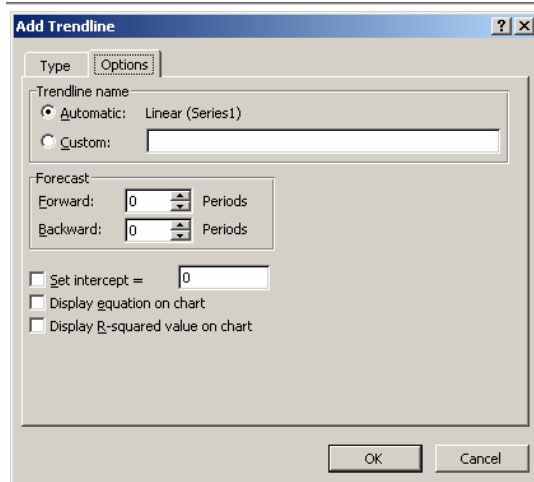 Add Trendline
Type Options
Trendline name
Automatic: Linear (Series1)
Custom:
Forecast
Forward: 0 Periods
Backward: 0 Periods
Set intercept = 0
Display equation on chart
Display R-squared value on chart
OK Cancel